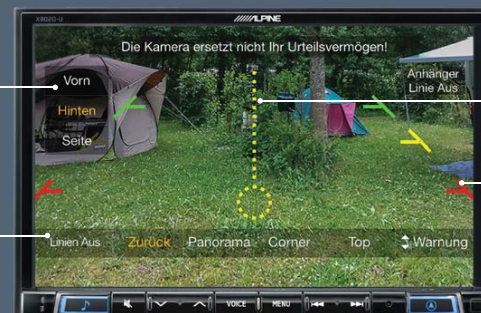 X902D-U
ALPINE
Die Kamera ersetzt nicht Ihr Urteilsvermögen!
Vorn
Hinten
Seite
Anhänger
Linie Aus
Linien Aus
Zurück
Panorama
Corner
Top
Warnung
VOICE
MENU